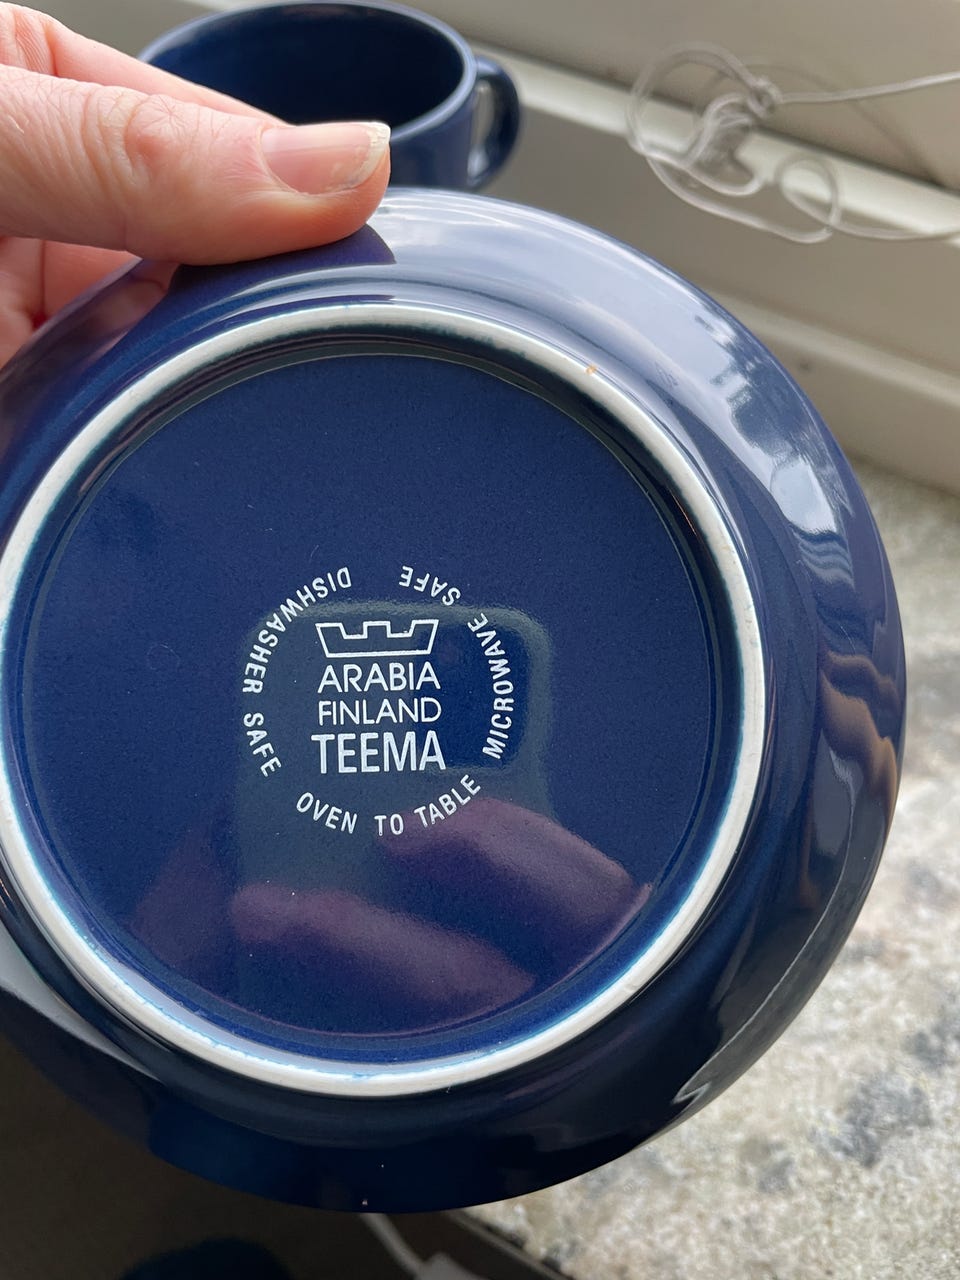 ARABIA
FINLAND
TEEMA
DISHWASHER SAFE
OVEN TO TABLE
MICROWAVE SAFE